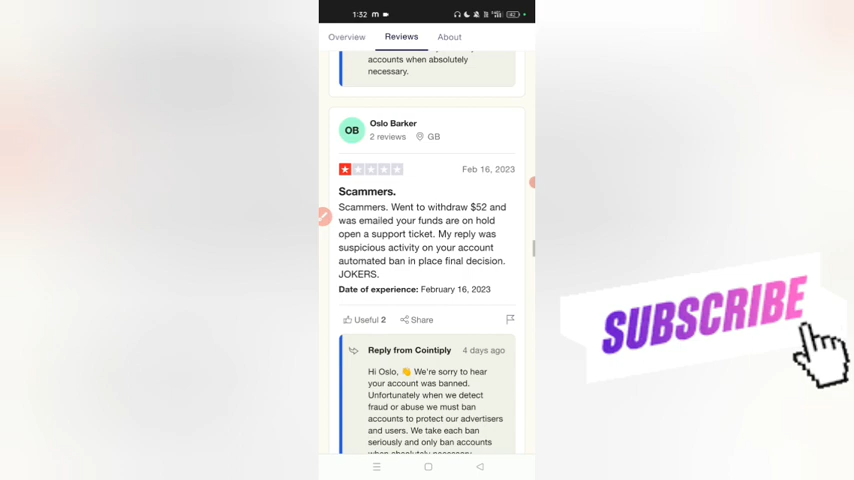 1:32
Overview Reviews About
accounts when absolutely
necessary.
OB Oslo Barker
2 reviews GB
Feb 16, 2023
Scammers.
Scammers. Went to withdraw $52 and
was emailed your funds are on hold
open a support ticket. My reply was
suspicious activity on your account
automated ban in place final decision.
JOKERS.
Date of experience: February 16, 2023
Useful 2 Share
Reply from Cointiply 4 days ago
Hi Oslo, 👋 We're sorry to hear
your account was banned.
Unfortunately when we detect
fraud or abuse we must ban
accounts to protect our advertisers
and users. We take each ban
seriously and only ban accounts
when absolutely necessary
SUBSCRIBE